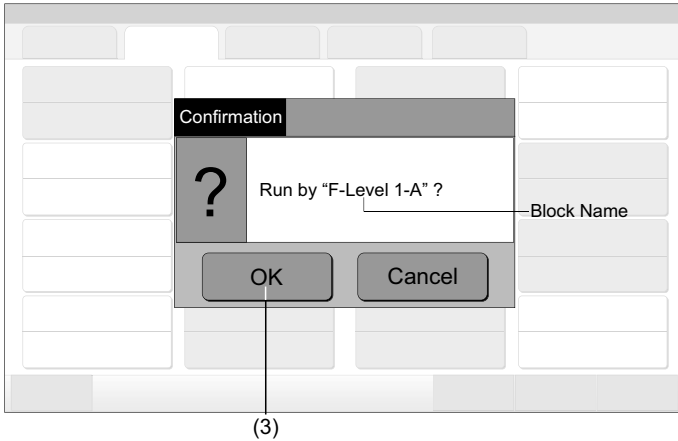 Confirmation
?
Run by “F-Level 1-A” ?
Block Name
OK
Cancel
(3)